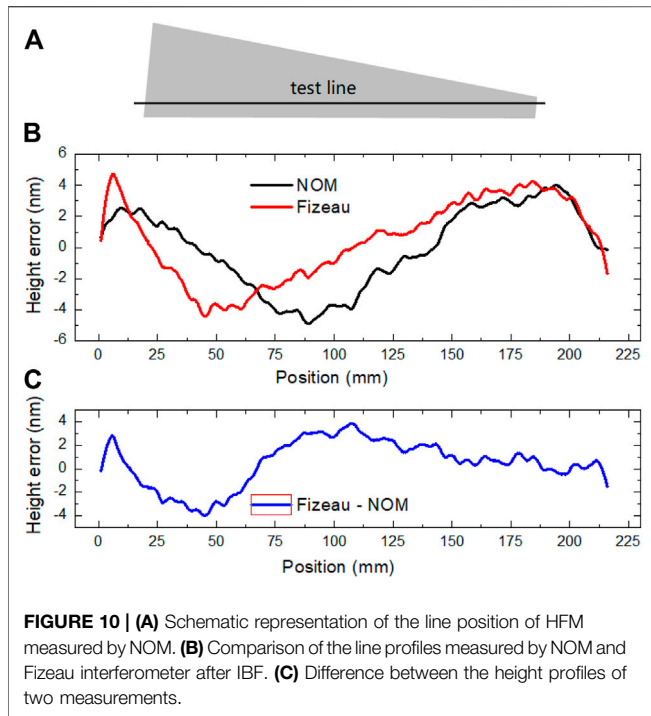 A
test line
B
6
4
2
0
-2
-4
-6
Height error (nm)
NOM
Fizeau
0 25 50 75 100 125 150 175 200 225
Position (mm)
C
4
2
0
-2
-4
Height error (nm)
Fizeau - NOM
0 25 50 75 100 125 150 175 200 225
Position (mm)
FIGURE 10 | (A) Schematic representation of the line position of HFM
measured by NOM. (B) Comparison of the line profiles measured by NOM and
Fizeau interferometer after IBF. (C) Difference between the height profiles of
two measurements.